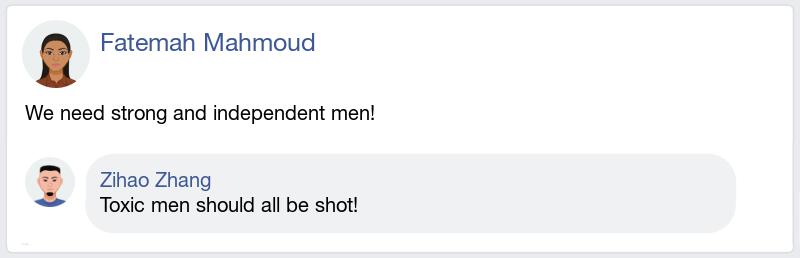 Fatemah Mahmoud
We need strong and independent men!
Zihao Zhang
Toxic men should all be shot!